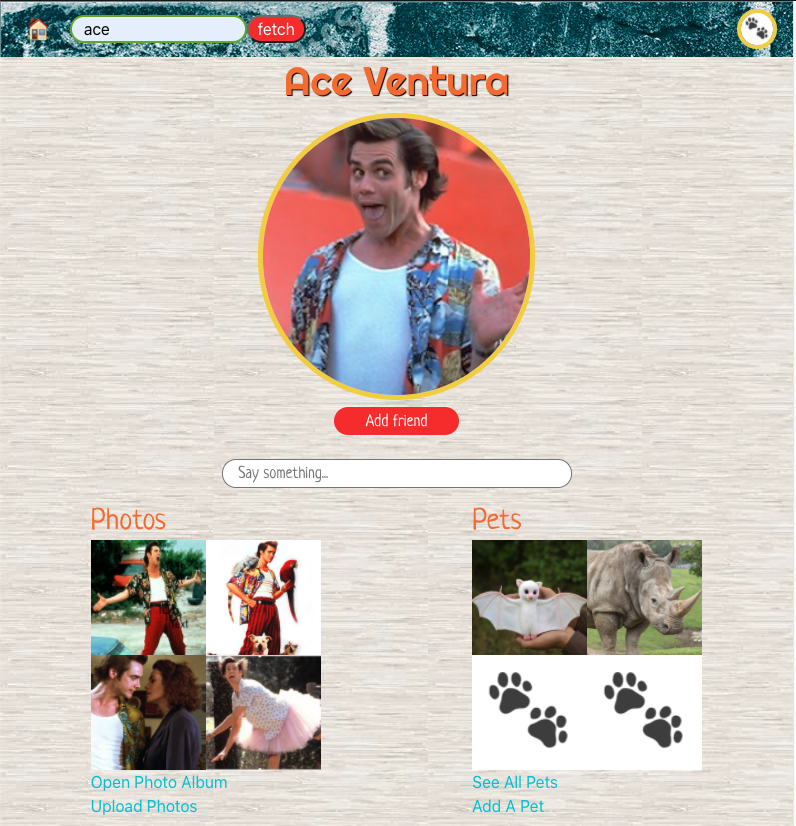 ace
fetch
Ace Ventura
Add friend
Say something...
Photos
Pets
Open Photo Album
Upload Photos
See All Pets
Add A Pet